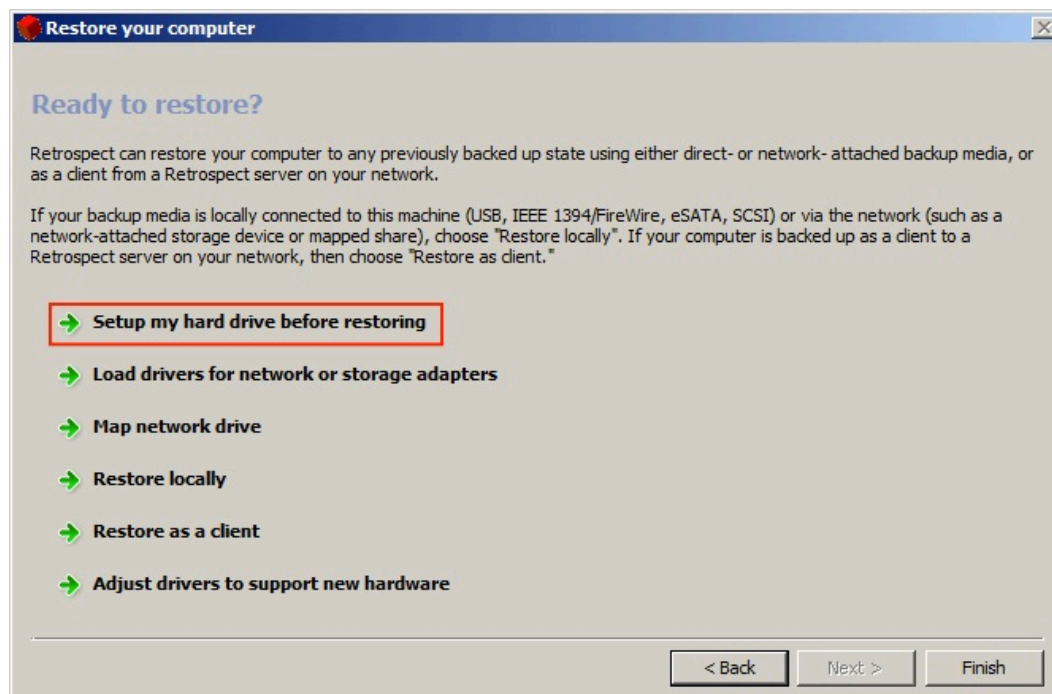 Restore your computer
Ready to restore?
Retrospect can restore your computer to any previously backed up state using either direct- or network- attached backup media, or
as a client from a Retrospect server on your network.
If your backup media is locally connected to this machine (USB, IEEE 1394/FireWire, eSATA, SCSI) or via the network (such as a
network-attached storage device or mapped share), choose "Restore locally". If your computer is backed up as a client to a
Retrospect server on your network, then choose "Restore as client."
Setup my hard drive before restoring
Load drivers for network or storage adapters
Map network drive
Restore locally
Restore as a client
Adjust drivers to support new hardware
< Back Next > Finish